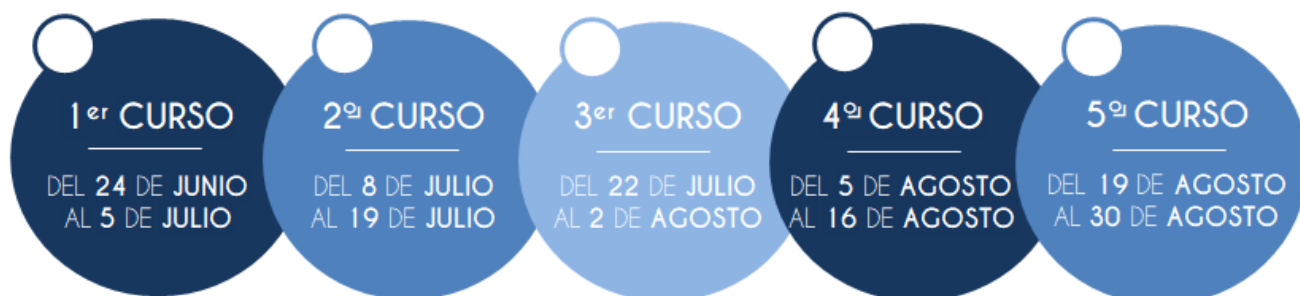 1er CURSO
DEL 24 DE JUNIO
AL 5 DE JULIO
2º CURSO
DEL 8 DE JULIO
AL 19 DE JULIO
3er CURSO
DEL 22 DE JULIO
AL 2 DE AGOSTO
4º CURSO
DEL 5 DE AGOSTO
AL 16 DE AGOSTO
5º CURSO
DEL 19 DE AGOSTO
AL 30 DE AGOSTO